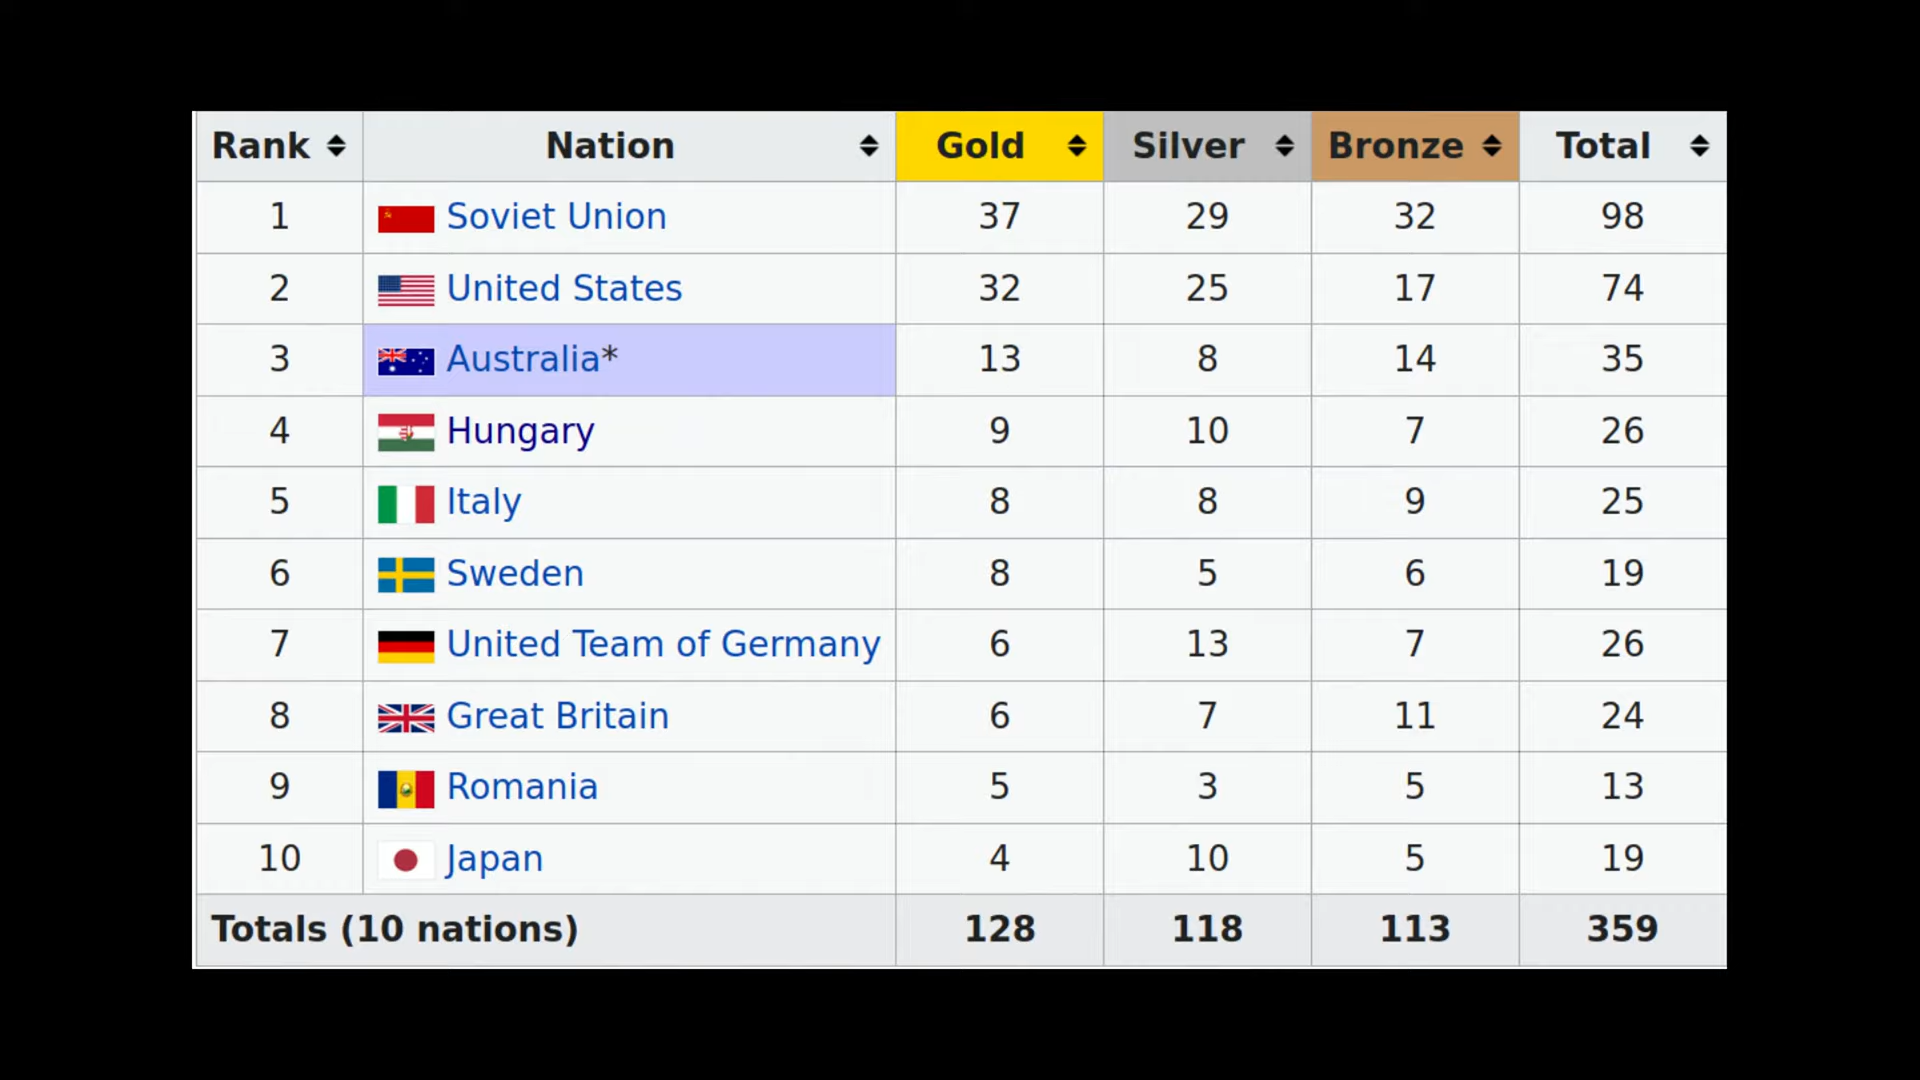 Rank Nation Gold Silver Bronze Total
1 Soviet Union 37 29 32 98
2 United States 32 25 17 74
3 Australia* 13 8 14 35
4 Hungary 9 10 7 26
5 Italy 8 8 9 25
6 Sweden 8 5 6 19
7 United Team of Germany 6 13 7 26
8 Great Britain 6 7 11 24
9 Romania 5 3 5 13
10 Japan 4 10 5 19
Totals (10 nations) 128 118 113 359